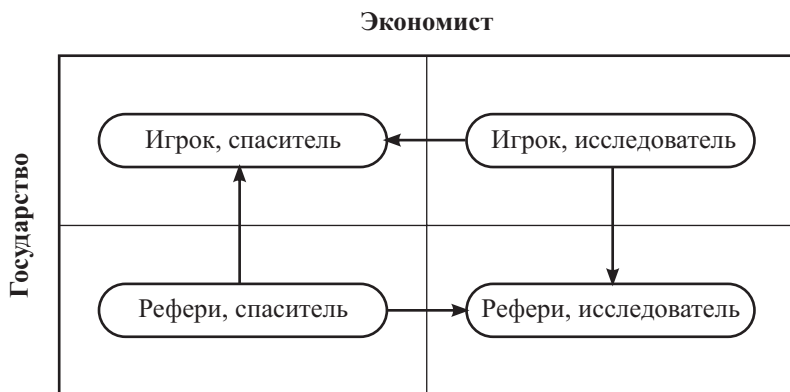 Экономист
Государство
Игрок, спаситель
Игрок, исследователь
Рефери, спаситель
Рефери, исследователь